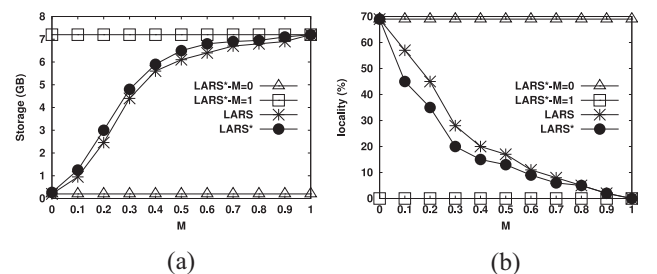 8
7
6
5
4
3
2
1
0
Storage (GB)
LARS*-M=0
LARS*-M=1
LARS
LARS*
0 0.1 0.2 0.3 0.4 0.5 0.6 0.7 0.8 0.9 1
M
(a)
70
60
50
40
30
20
10
0
locality (%)
LARS*-M=0
LARS*-M=1
LARS
LARS*
0 0.1 0.2 0.3 0.4 0.5 0.6 0.7 0.8 0.9 1
M
(b)